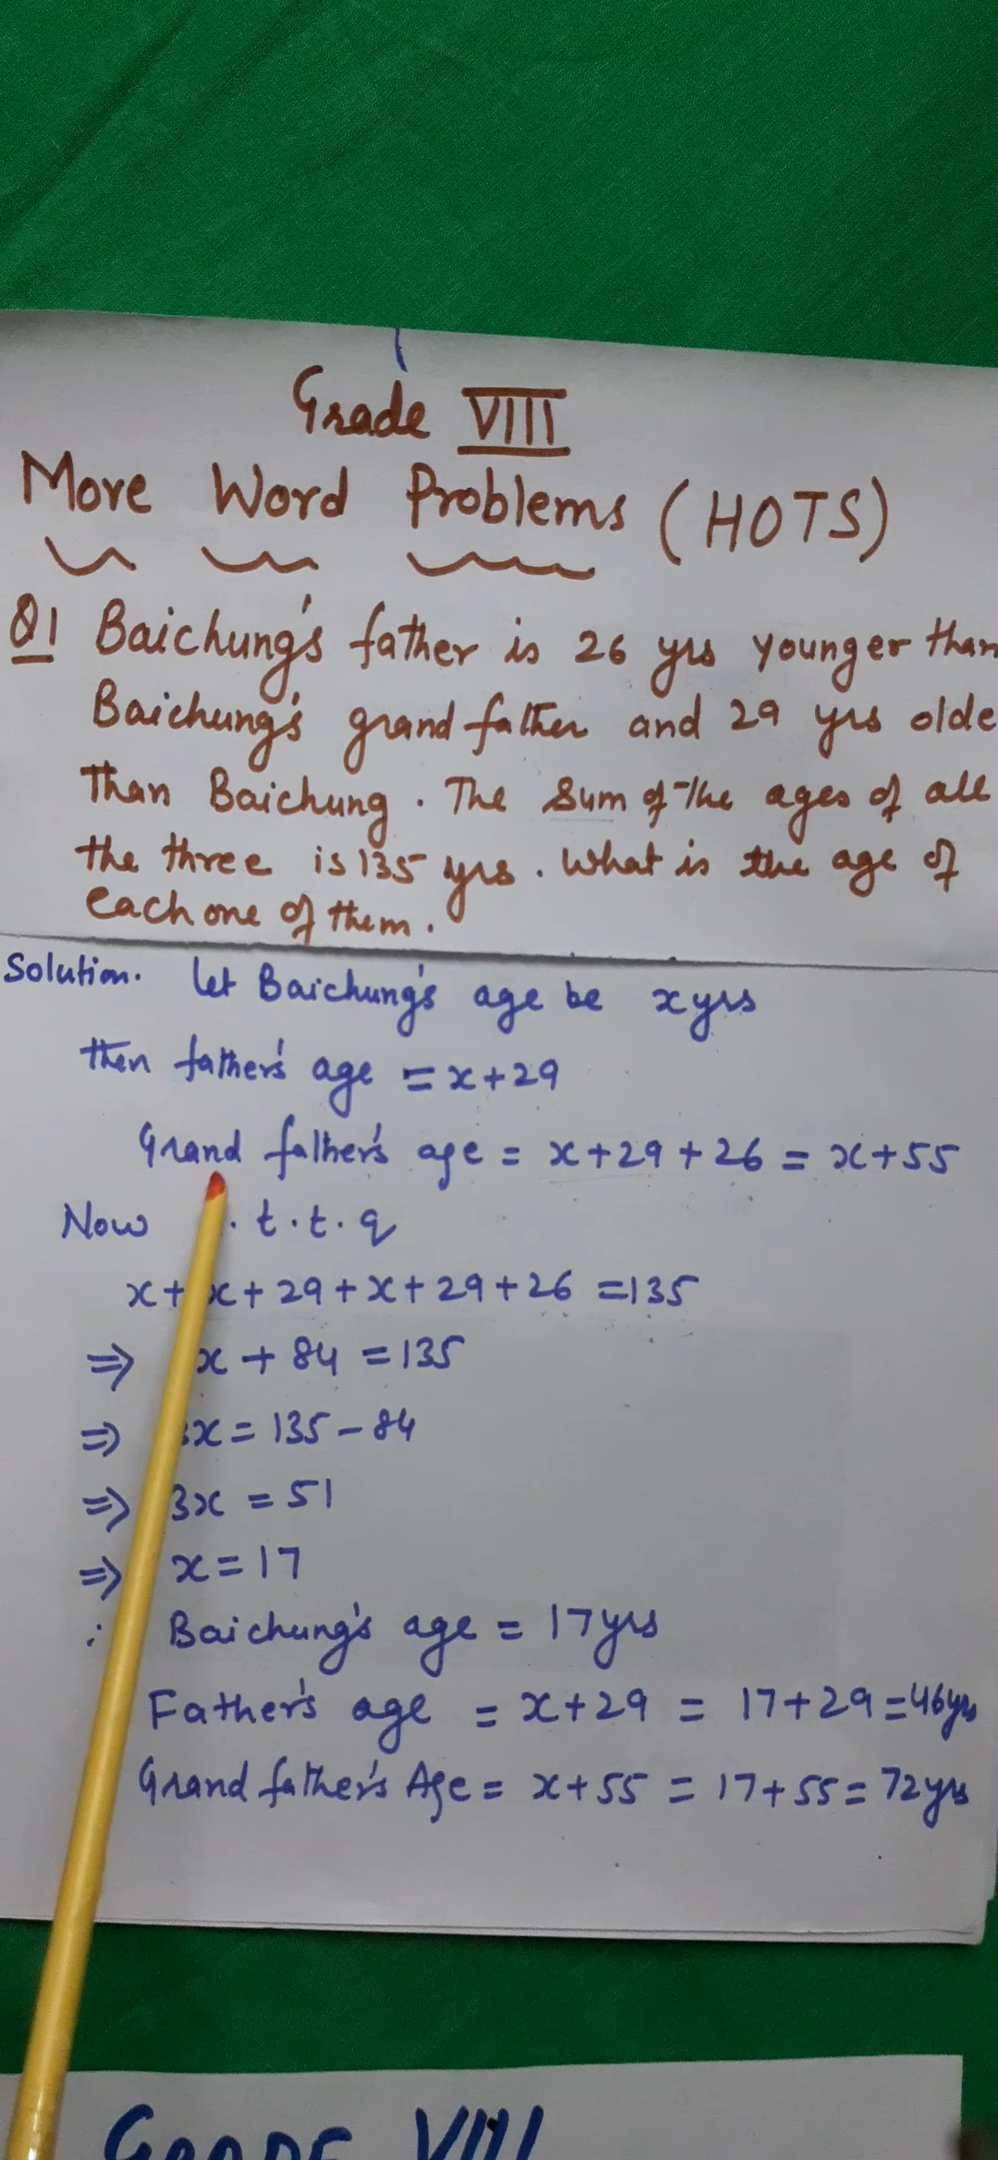 Grade VIII
More Word Problems (HOTS)
Q1 Baichung's father is 26 yrs younger than
Baichung's grand father and 29 yrs olde
than Baichung. The Sum of the ages of all
the three is 135 yrs. What is the age of
each one of them.
Solution. let Baichung's age be x yrs
then father's age = x+29
Grand father's age = x+29+26 = x+55
Now . t. t. q
x+x+29+x+29+26 =135
⇒ x + 84 = 135
⇒ 3x = 135-84
⇒ 3x = 51
⇒ x = 17
∴ Baichung's age = 17yrs
Father's age = x+29 = 17+29=46yrs
Grand father's Age = x+55 = 17+55=72yrs
GRADE VIII